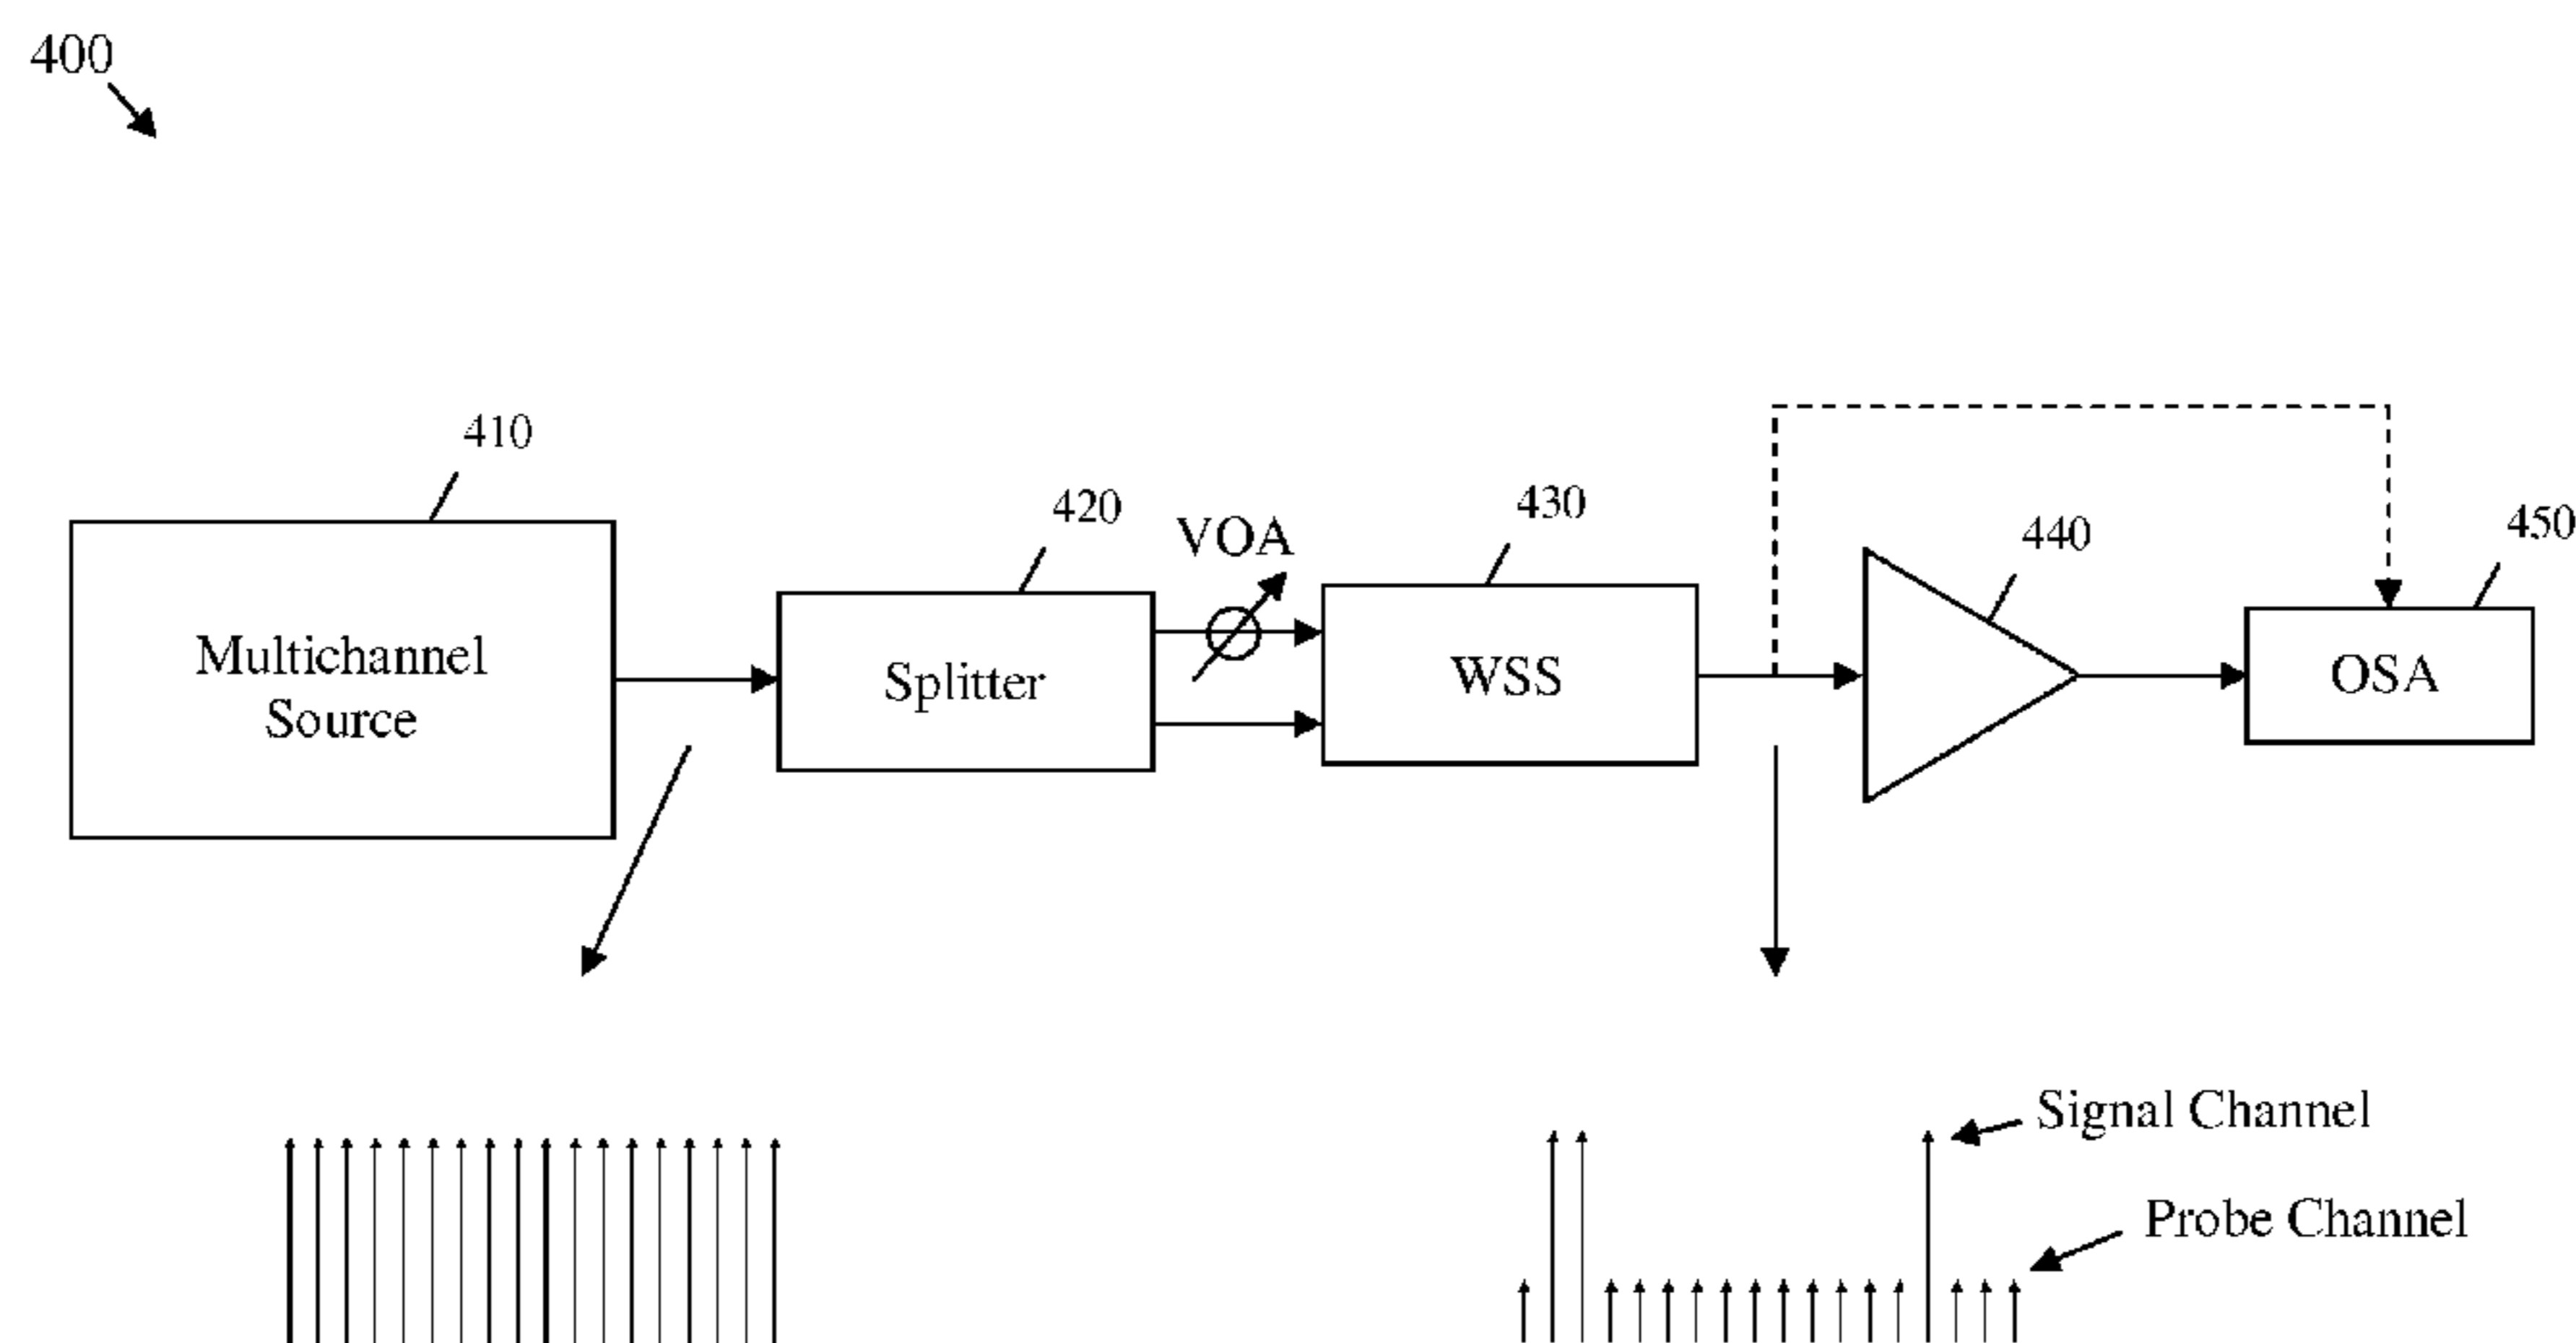 400
410
420
VOA
430
440
450
Multichannel
Source
Splitter
WSS
OSA
Signal Channel
Probe Channel